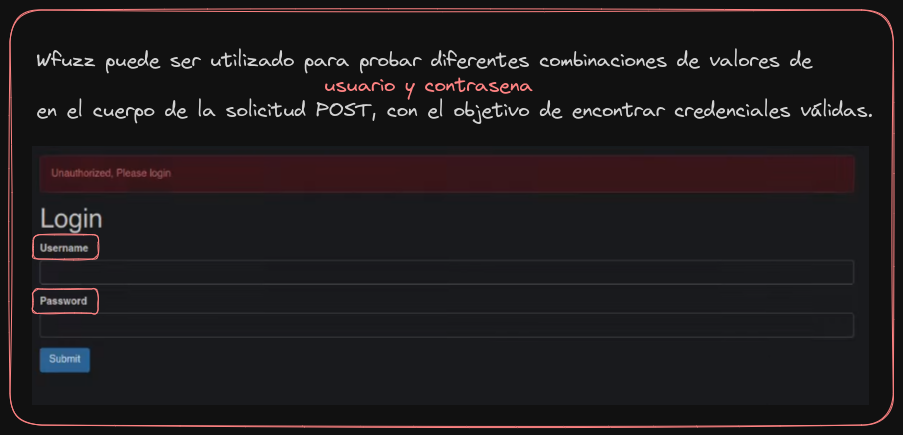 Wfuzz puede ser utilizado para probar diferentes combinaciones de valores de
usuario y contrasena
en el cuerpo de la solicitud POST, con el objetivo de encontrar credenciales válidas.
Unauthorized, Please login
Login
Username
Password
Submit